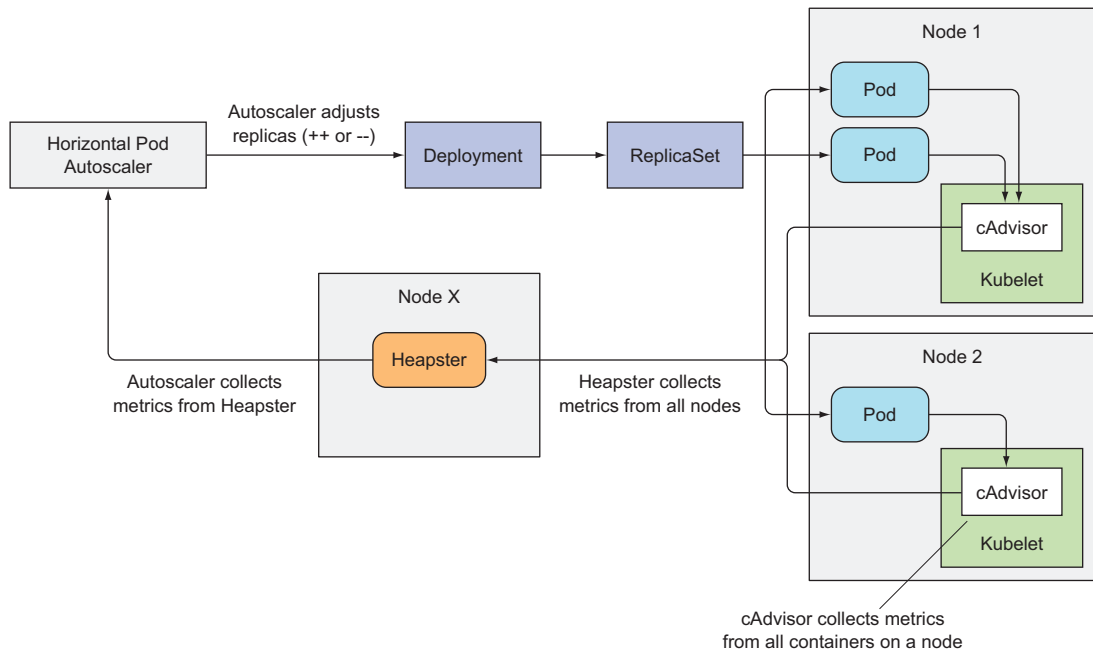 Node 1
Pod
Autoscaler adjusts
replicas (++ or --)
Horizontal Pod
Autoscaler
Deployment
ReplicaSet
Pod
cAdvisor
Kubelet
Node X
Heapster
Autoscaler collects
metrics from Heapster
Heapster collects
metrics from all nodes
Node 2
Pod
cAdvisor
Kubelet
cAdvisor collects metrics
from all containers on a node